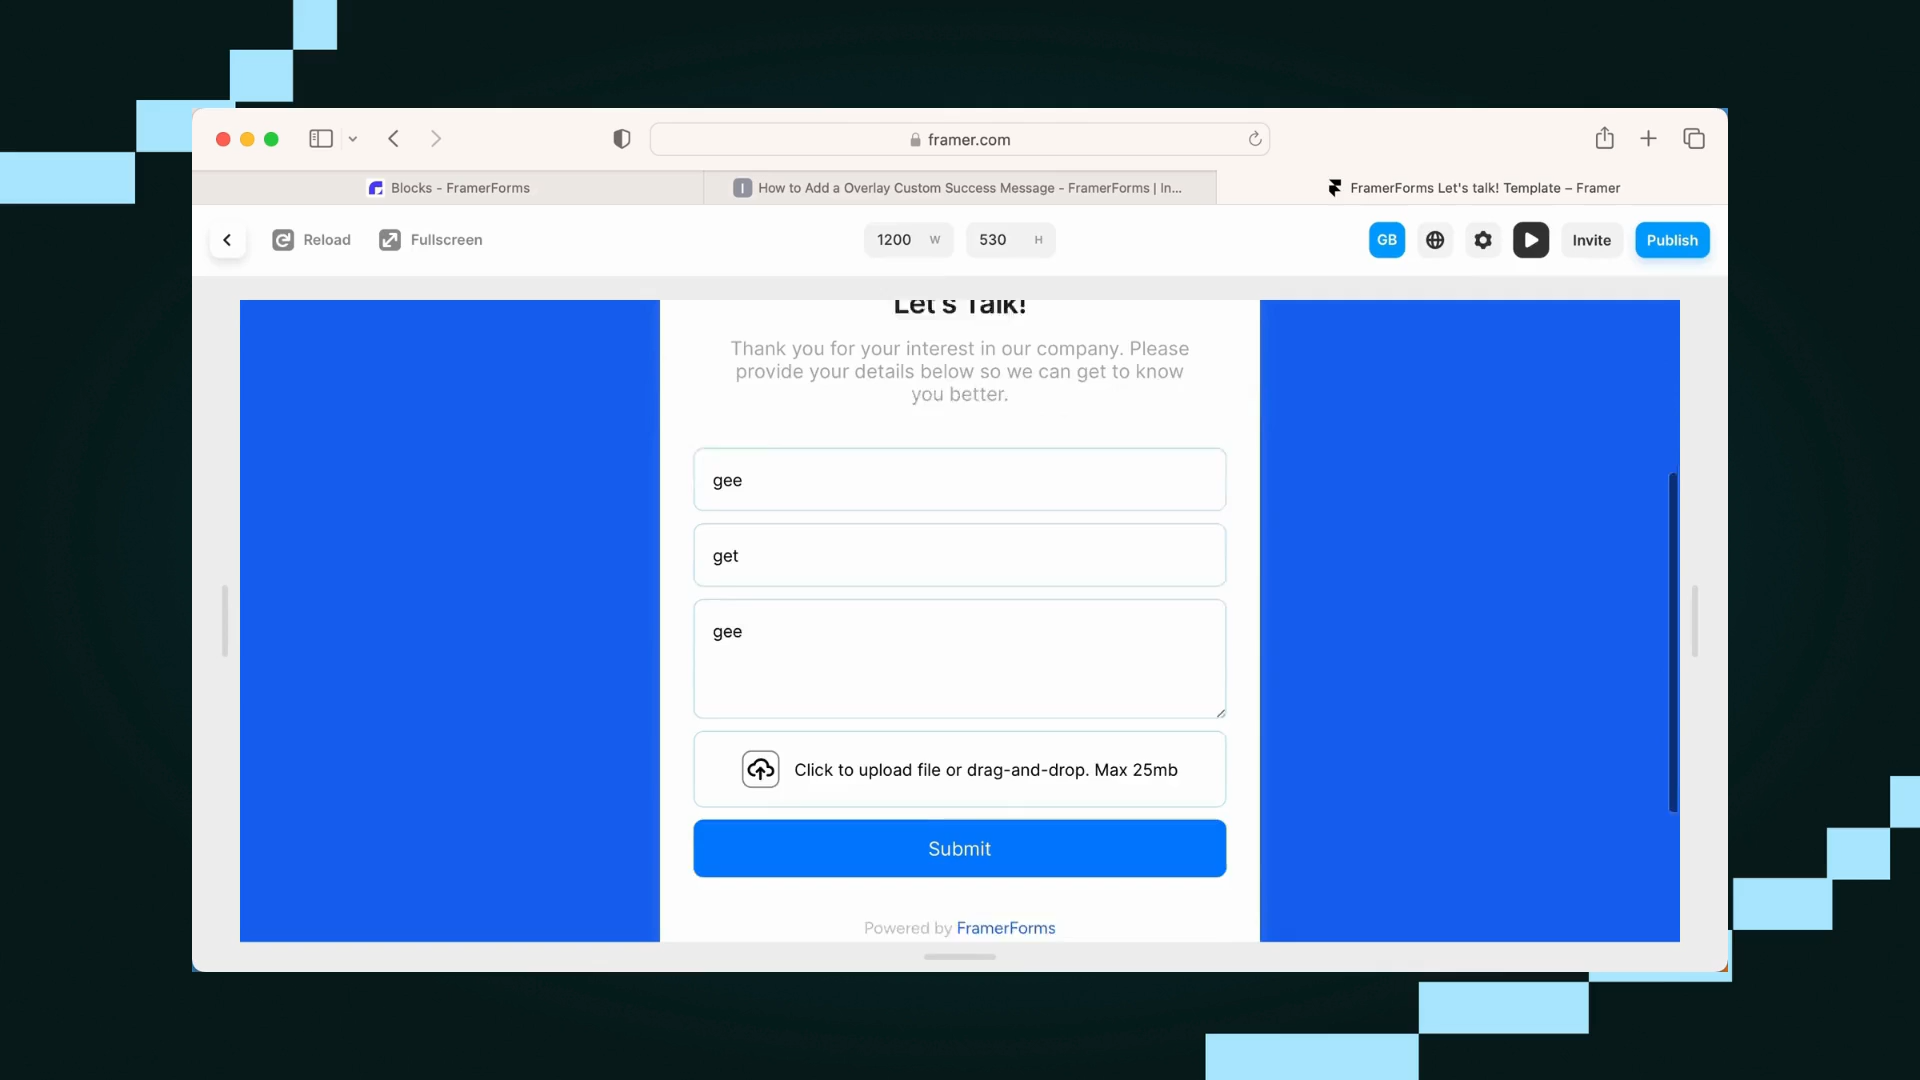 framer.com
Blocks - FramerForms
How to Add a Overlay Custom Success Message - FramerForms | In...
FramerForms Let's talk! Template – Framer
Reload
Fullscreen
1200 W
530 H
GB
Invite
Publish
Let's Talk!
Thank you for your interest in our company. Please
provide your details below so we can get to know
you better.
gee
get
gee
Click to upload file or drag-and-drop. Max 25mb
Submit
Powered by FramerForms